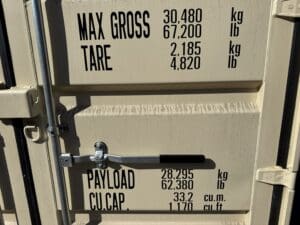 MAX GROSS 30,480 kg
67,200 lb
TARE 2,185 kg
4,820 lb
PAYLOAD 28,295 kg
62,380 lb
CU.CAP. 33.2 cu.m.
1,170 cu.ft.